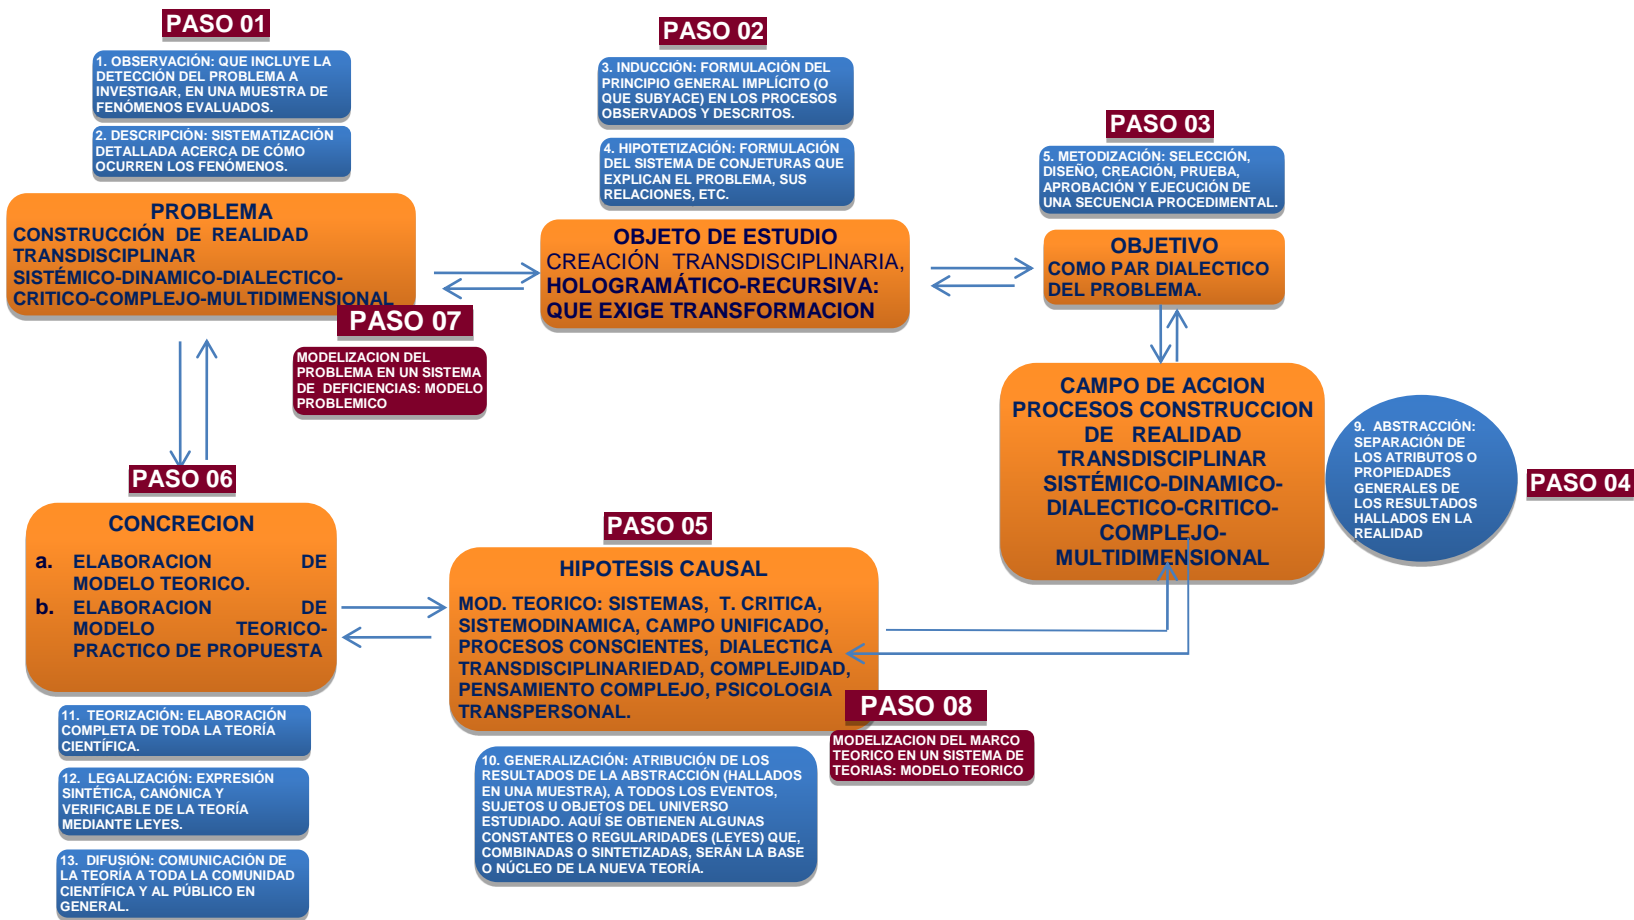 PASO 01
1. OBSERVACIÓN: QUE INCLUYE LA
DETECCIÓN DEL PROBLEMA A
INVESTIGAR, EN UNA MUESTRA DE
FENÓMENOS EVALUADOS.
2. DESCRIPCIÓN: SISTEMATIZACIÓN
DETALLADA ACERCA DE CÓMO
OCURREN LOS FENÓMENOS.
PROBLEMA
CONSTRUCCIÓN DE REALIDAD
TRANSDISCIPLINAR
SISTÉMICO-DINAMICO-DIALECTICO-
CRITICO-COMPLEJO-MULTIDIMENSIONAL
PASO 07
MODELIZACION DEL
PROBLEMA EN UN SISTEMA
DE DEFICIENCIAS: MODELO
PROBLEMICO
PASO 02
3. INDUCCIÓN: FORMULACIÓN DEL
PRINCIPIO GENERAL IMPLÍCITO (O
QUE SUBYACE) EN LOS PROCESOS
OBSERVADOS Y DESCRITOS.
4. HIPOTETIZACIÓN: FORMULACIÓN
DEL SISTEMA DE CONJETURAS QUE
EXPLICAN EL PROBLEMA, SUS
RELACIONES, ETC.
OBJETO DE ESTUDIO
CREACIÓN TRANSDISCIPLINARIA,
HOLOGRAMÁTICO-RECURSIVA:
QUE EXIGE TRANSFORMACION
PASO 03
5. METODIZACIÓN: SELECCIÓN,
DISEÑO, CREACIÓN, PRUEBA,
APROBACIÓN Y EJECUCIÓN DE
UNA SECUENCIA PROCEDIMENTAL.
OBJETIVO
COMO PAR DIALECTICO
DEL PROBLEMA.
CAMPO DE ACCION
PROCESOS CONSTRUCCION
DE REALIDAD
TRANSDISCIPLINAR
SISTÉMICO-DINAMICO-
DIALECTICO-CRITICO-
COMPLEJO-
MULTIDIMENSIONAL
9. ABSTRACCIÓN:
SEPARACIÓN DE
LOS ATRIBUTOS O
PROPIEDADES
GENERALES DE
LOS RESULTADOS
HALLADOS EN LA
REALIDAD
PASO 04
PASO 05
HIPOTESIS CAUSAL
MOD. TEORICO: SISTEMAS, T. CRITICA,
SISTEMODINAMICA, CAMPO UNIFICADO,
PROCESOS CONSCIENTES, DIALECTICA
TRANSDISCIPLINARIEDAD, COMPLEJIDAD,
PENSAMIENTO COMPLEJO, PSICOLOGIA
TRANSPERSONAL.
PASO 08
MODELIZACION DEL MARCO
TEORICO EN UN SISTEMA DE
TEORIAS: MODELO TEORICO
10. GENERALIZACIÓN: ATRIBUCIÓN DE LOS
RESULTADOS DE LA ABSTRACCIÓN (HALLADOS
EN UNA MUESTRA), A TODOS LOS EVENTOS,
SUJETOS U OBJETOS DEL UNIVERSO
ESTUDIADO. AQUÍ SE OBTIENEN ALGUNAS
CONSTANTES O REGULARIDADES (LEYES) QUE,
COMBINADAS O SINTETIZADAS, SERÁN LA BASE
O NÚCLEO DE LA NUEVA TEORÍA.
PASO 06
CONCRECION
a. ELABORACION DE
MODELO TEORICO.
b. ELABORACION DE
MODELO TEORICO-
PRACTICO DE PROPUESTA
11. TEORIZACIÓN: ELABORACIÓN
COMPLETA DE TODA LA TEORÍA
CIENTÍFICA.
12. LEGALIZACIÓN: EXPRESIÓN
SINTÉTICA, CANÓNICA Y
VERIFICABLE DE LA TEORÍA
MEDIANTE LEYES.
13. DIFUSIÓN: COMUNICACIÓN DE
LA TEORÍA A TODA LA COMUNIDAD
CIENTÍFICA Y AL PÚBLICO EN
GENERAL.